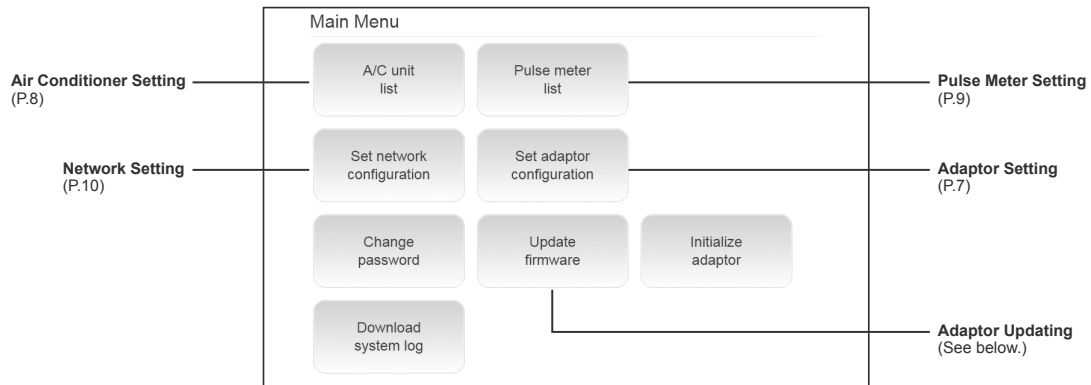 Main Menu
A/C unit
list
Pulse meter
list
Air Conditioner Setting
(P.8)
Pulse Meter Setting
(P.9)
Set network
configuration
Set adaptor
configuration
Network Setting
(P.10)
Adaptor Setting
(P.7)
Change
password
Update
firmware
Initialize
adaptor
Download
system log
Adaptor Updating
(See below.)